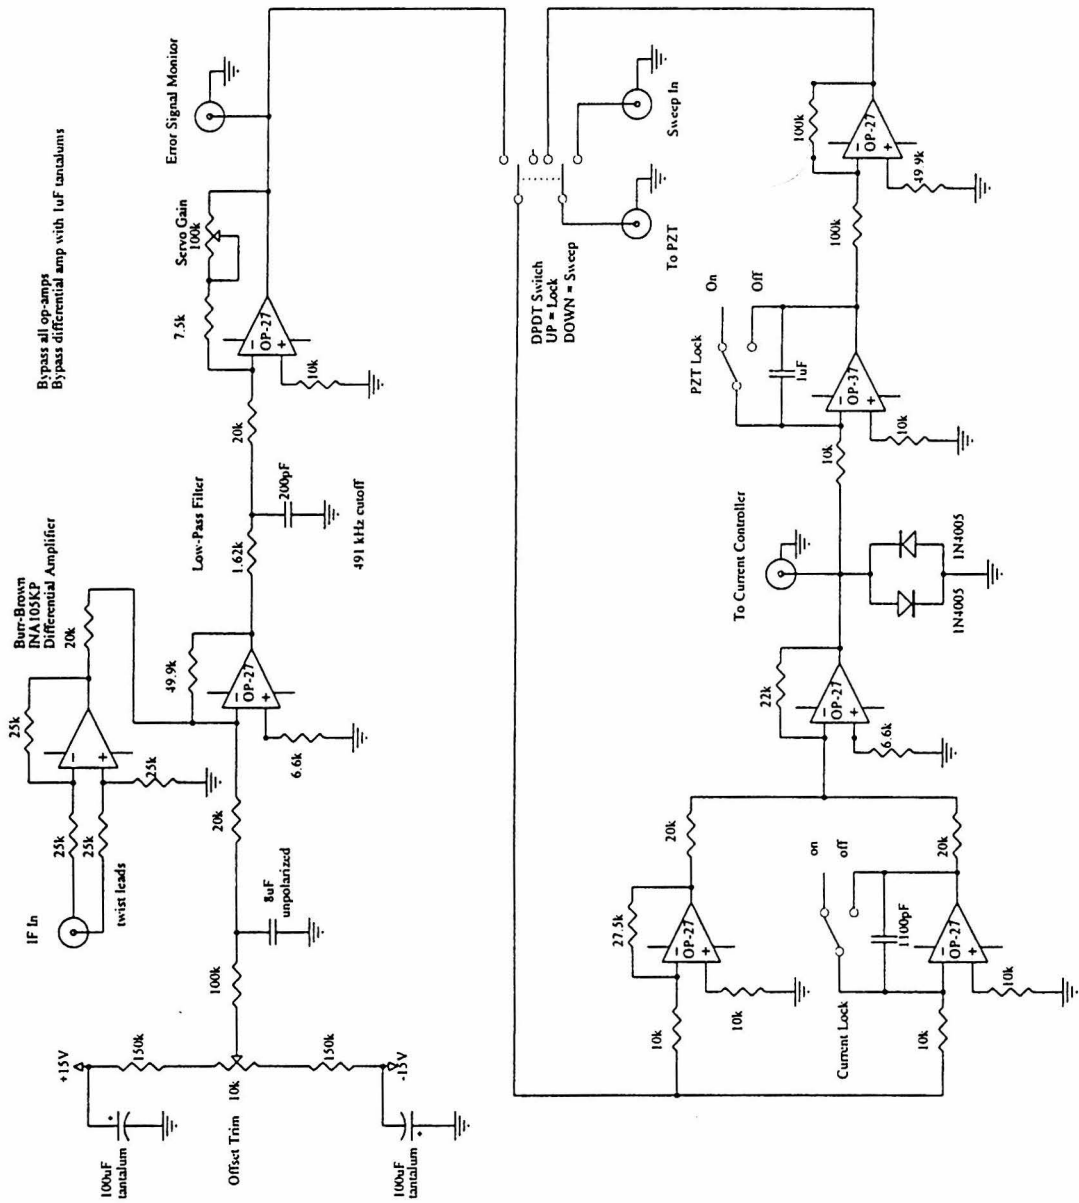 Bypass all op-amps
Bypass differential amp with 1uF tantalums
Burr-Brown
INA105KP
Differential Amplifier
IF In
twist leads
25k
25k
25k
25k
20k
+15V
100uF
tantalum
150k
10k
150k
-15V
100uF
tantalum
Offset Trim
100k
8uF
unpolarized
20k
49.9k
OP-27
6.6k
Low-Pass Filter
1.62k
200pF
491 kHz cutoff
20k
7.5k
Servo Gain
100k
OP-27
10k
Error Signal Monitor
DPDT Switch
UP = Lock
DOWN = Sweep
To PZT
Sweep In
10k
27.5k
OP-27
10k
20k
Current Lock
on
off
10k
1100pF
OP-27
10k
20k
22k
OP-27
6.6k
To Current Controller
1N4005
1N4005
PZT Lock
On
Off
10k
1uF
OP-37
10k
100k
100k
OP-27
49.9k